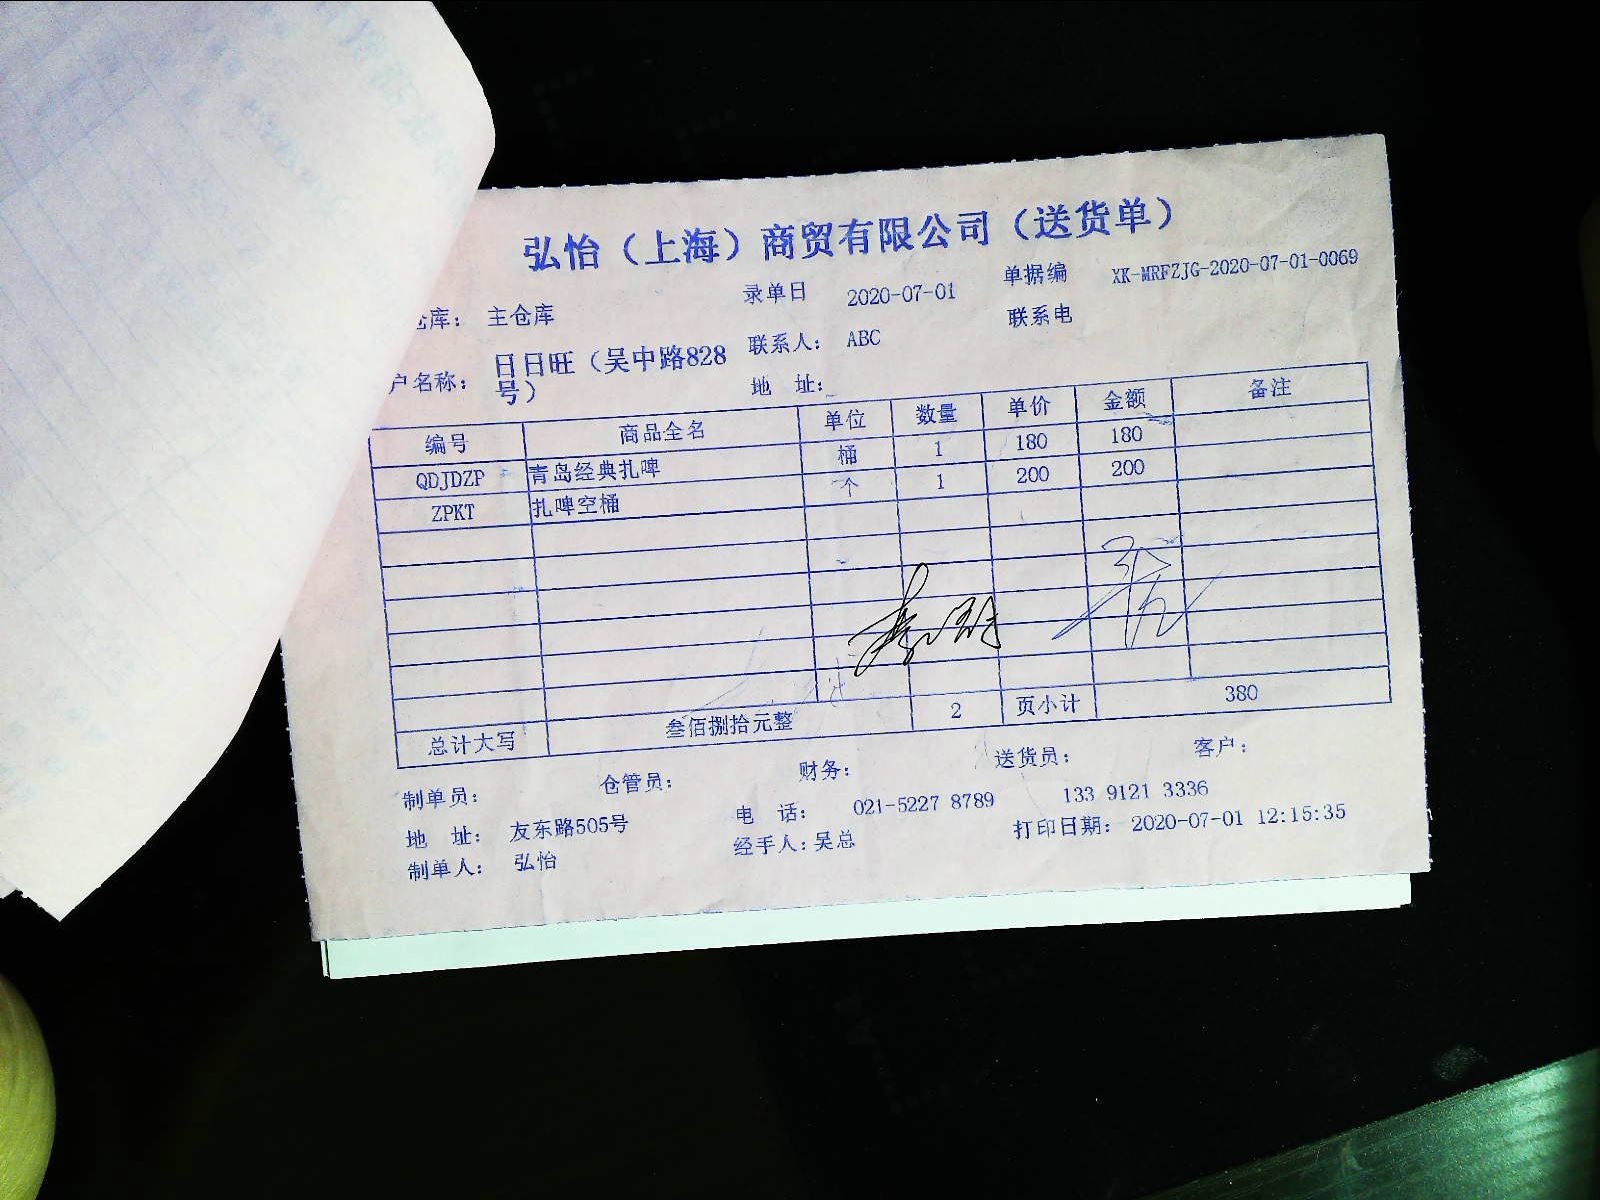 弘怡（上海）商贸有限公司（送货单）
仓库： 主仓库 录单日 2020-07-01 单据编 XK-MRFZJG-2020-07-01-0069
户名称： 日日旺（吴中路828号） 联系人： ABC 联系电
地 址：
编号 商品全名 单位 数量 单价 金额 备注
QDJDZP 青岛经典扎啤 桶 1 180 180
ZPKT 扎啤空桶 个 1 200 200
总计大写 叁佰捌拾元整 2 页小计 380
制单员： 仓管员： 财务： 送货员： 客户：
地 址： 友东路505号 电 话： 021-5227 8789 133 9121 3336
制单人： 弘怡 经手人：吴总 打印日期： 2020-07-01 12:15:35